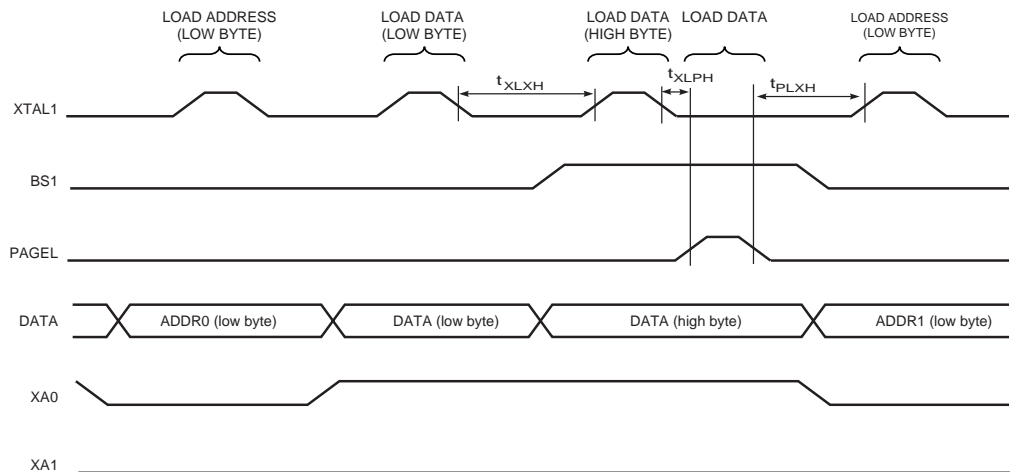 LOAD ADDRESS
(LOW BYTE)
LOAD DATA
(LOW BYTE)
LOAD DATA
(HIGH BYTE)
LOAD DATA
LOAD ADDRESS
(LOW BYTE)
tXLXH
tXLPH
tPLXH
XTAL1
BS1
PAGEL
DATA
ADDR0 (low byte)
DATA (low byte)
DATA (high byte)
ADDR1 (low byte)
XA0
XA1